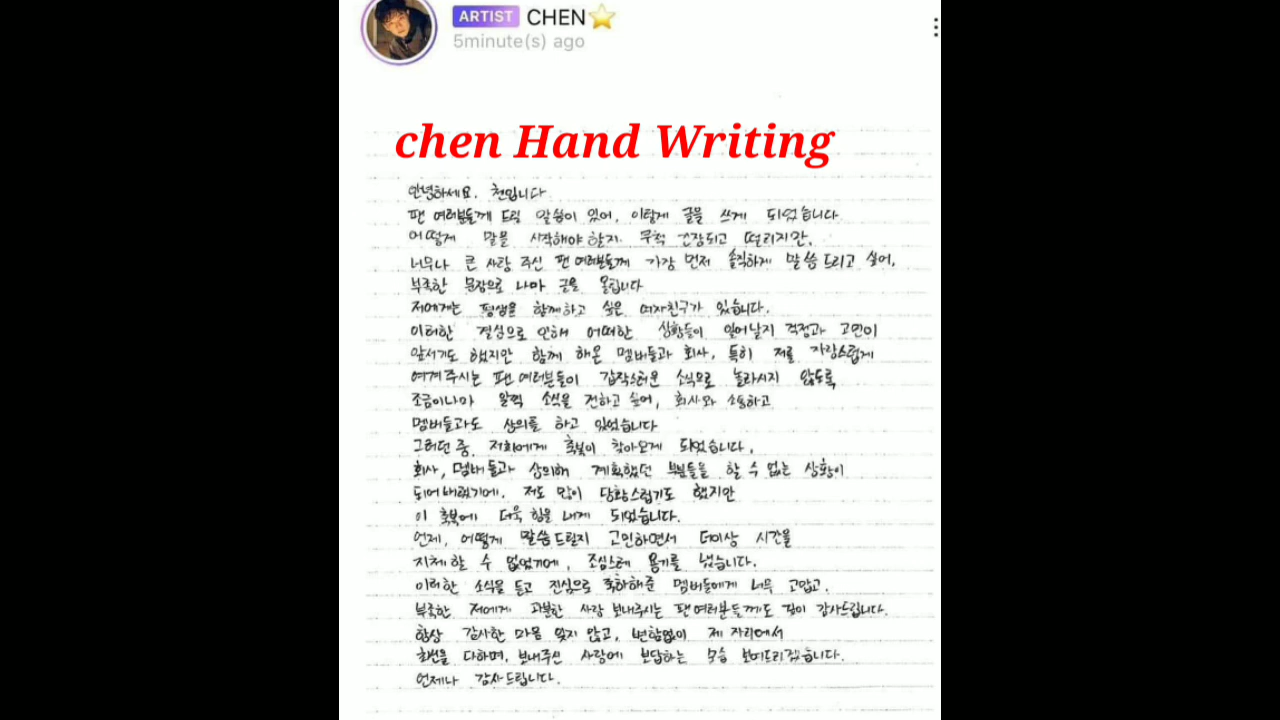 ARTIST CHEN⭐
5minute(s) ago
chen Hand Writing
안녕하세요. 첸입니다.
팬 여러분들께 드릴 말씀이 있어, 이렇게 글을 쓰게 되었습니다.
어떻게 말을 시작해야 할지 무척 긴장되고 떨리지만,
너무나 큰 사랑 주신 팬 여러분들께 가장 먼저 솔직하게 말씀 드리고 싶어,
부족한 문장으로 나마 글을 올립니다
저에게는 평생을 함께하고 싶은 여자친구가 있습니다.
이러한 결심으로 인해 어떠한 상황들이 일어날지 걱정과 고민이
앞서기도 했지만 함께 해온 멤버들과 회사, 특히 저를 자랑스럽게
여겨주시는 팬 여러분들이 갑작스러운 소식으로 놀라시지 않도록
조금이나마 일찍 소식을 전하고 싶어, 회사와 소통하고
멤버들과도 상의를 하고 있었습니다
그러던 중, 저희에게 축복이 찾아오게 되었습니다.
회사, 멤버들과 상의해 계획했던 부분들을 할 수 없는 상황이
되어 버렸기에, 저도 많이 당황스럽기도 했지만
이 축복에 더욱 힘을 내게 되었습니다.
언제, 어떻게 말씀드릴지 고민하면서 더이상 시간을
지체할 수 없었기에, 조심스레 용기를 냈습니다.
이러한 소식을 듣고 진심으로 축하해준 멤버들에게 너무 고맙고,
부족한 저에게 과분한 사랑 보내주시는 팬 여러분들께도 깊이 감사드립니다.
항상 감사한 마음 잊지 않고, 변함없이 제 자리에서
최선을 다하며, 보내주신 사랑에 보답하는 모습 보여드리겠습니다.
언제나 감사드립니다.